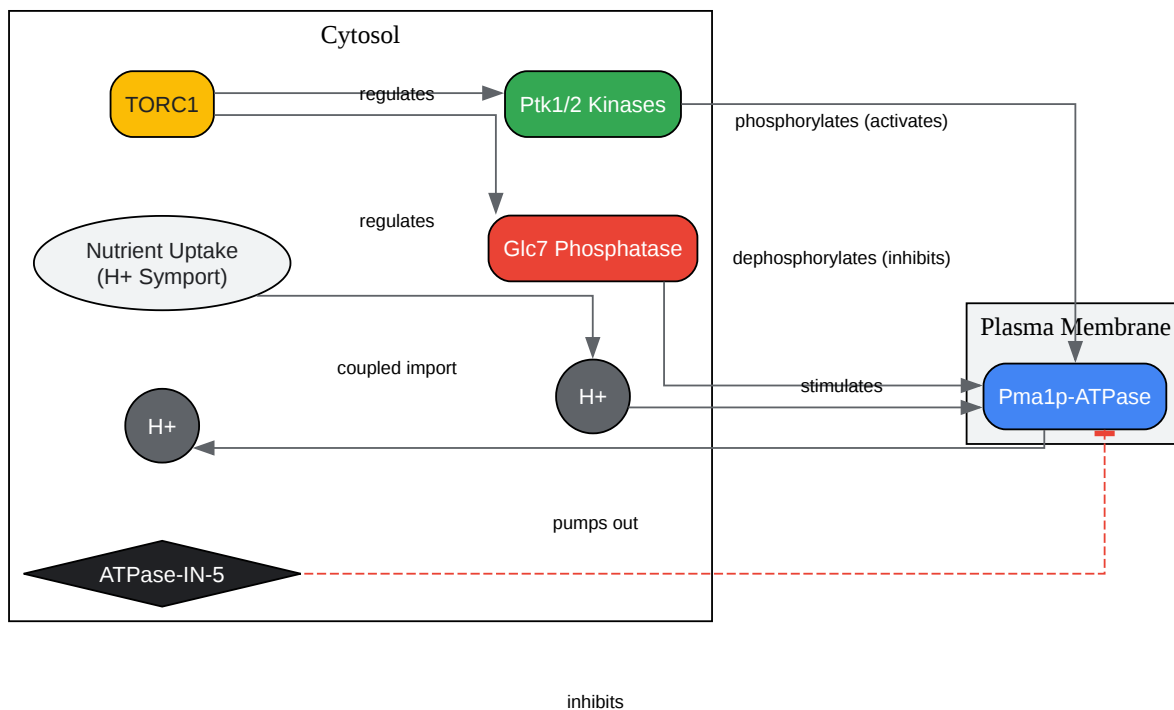 Cytosol
TORC1
regulates
Ptk1/2 Kinases
phosphorylates (activates)
regulates
Nutrient Uptake
(H+ Symport)
Glc7 Phosphatase
dephosphorylates (inhibits)
Plasma Membrane
coupled import
H+
stimulates
Pma1p-ATPase
H+
pumps out
ATPase-IN-5
inhibits